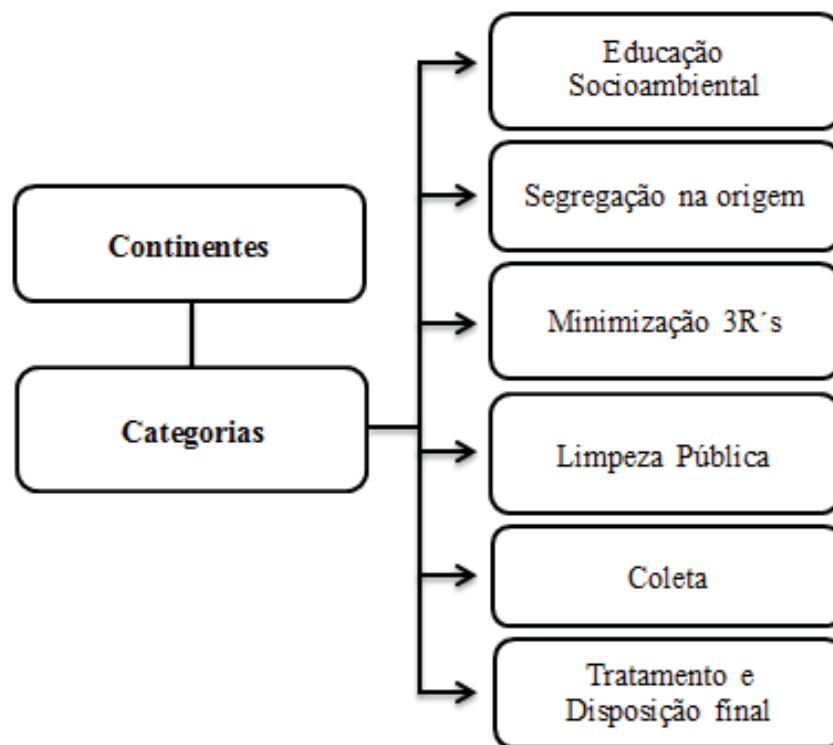 Continentes
Categorias
Educação
Socioambiental
Segregação na origem
Minimização 3R´s
Limpeza Pública
Coleta
Tratamento e
Disposição final